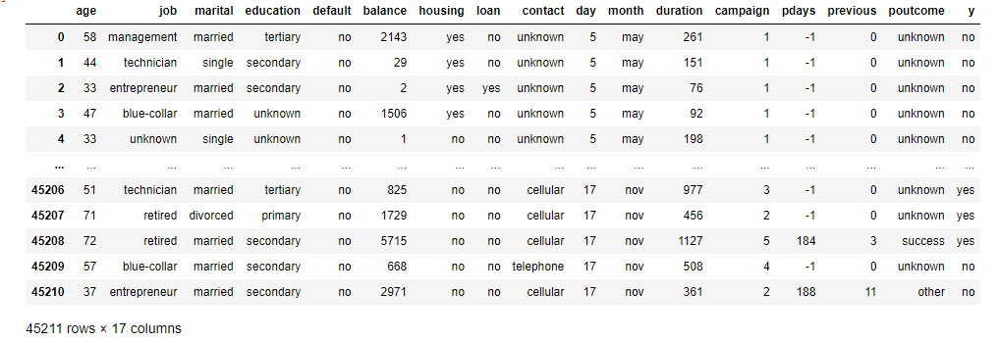 age job marital education default balance housing loan contact day month duration campaign pdays previous poutcome y
0 58 management married tertiary no 2143 yes no unknown 5 may 261 1 -1 0 unknown no
1 44 technician single secondary no 29 yes no unknown 5 may 151 1 -1 0 unknown no
2 33 entrepreneur married secondary no 2 yes yes unknown 5 may 76 1 -1 0 unknown no
3 47 blue-collar married unknown no 1506 yes no unknown 5 may 92 1 -1 0 unknown no
4 33 unknown single unknown no 1 no no unknown 5 may 198 1 -1 0 unknown no
... ... ... ... ... ... ... ... ... ... ... ... ... ... ... ... ... ...
45206 51 technician married tertiary no 825 no no cellular 17 nov 977 3 -1 0 unknown yes
45207 71 retired divorced primary no 1729 no no cellular 17 nov 456 2 -1 0 unknown yes
45208 72 retired married secondary no 5715 no no cellular 17 nov 1127 5 184 3 success yes
45209 57 blue-collar married secondary no 668 no no telephone 17 nov 508 4 -1 0 unknown no
45210 37 entrepreneur married secondary no 2971 no no cellular 17 nov 361 2 188 11 other no
45211 rows × 17 columns